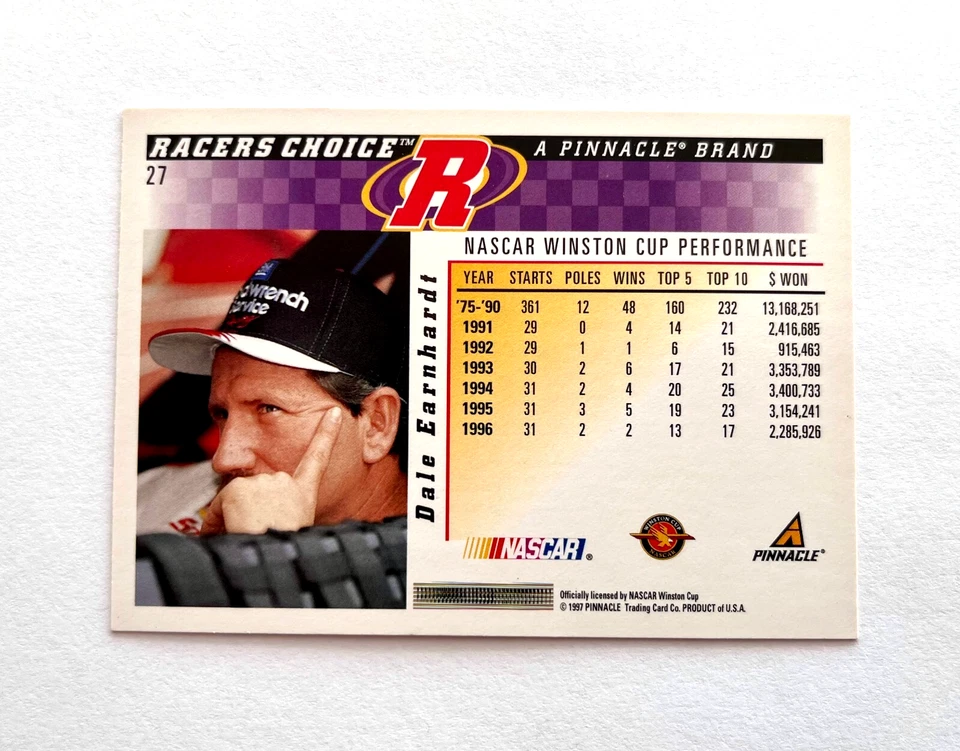 RACERS CHOICE™ R A PINNACLE® BRAND
27
NASCAR WINSTON CUP PERFORMANCE
YEAR STARTS POLES WINS TOP 5 TOP 10 $ WON
'75-'90 361 12 48 160 232 13,168,251
1991 29 0 4 14 21 2,416,685
1992 29 1 1 6 15 915,463
1993 30 2 6 17 21 3,353,789
1994 31 2 4 20 25 3,400,733
1995 31 3 5 19 23 3,154,241
1996 31 2 2 13 17 2,285,926
Dale Earnhardt
wrench
NASCAR®
WINSTON CUP
NASCAR
PINNACLE®
Officially licensed by NASCAR Winston Cup
© 1997 PINNACLE Trading Card Co. PRODUCT of U.S.A.